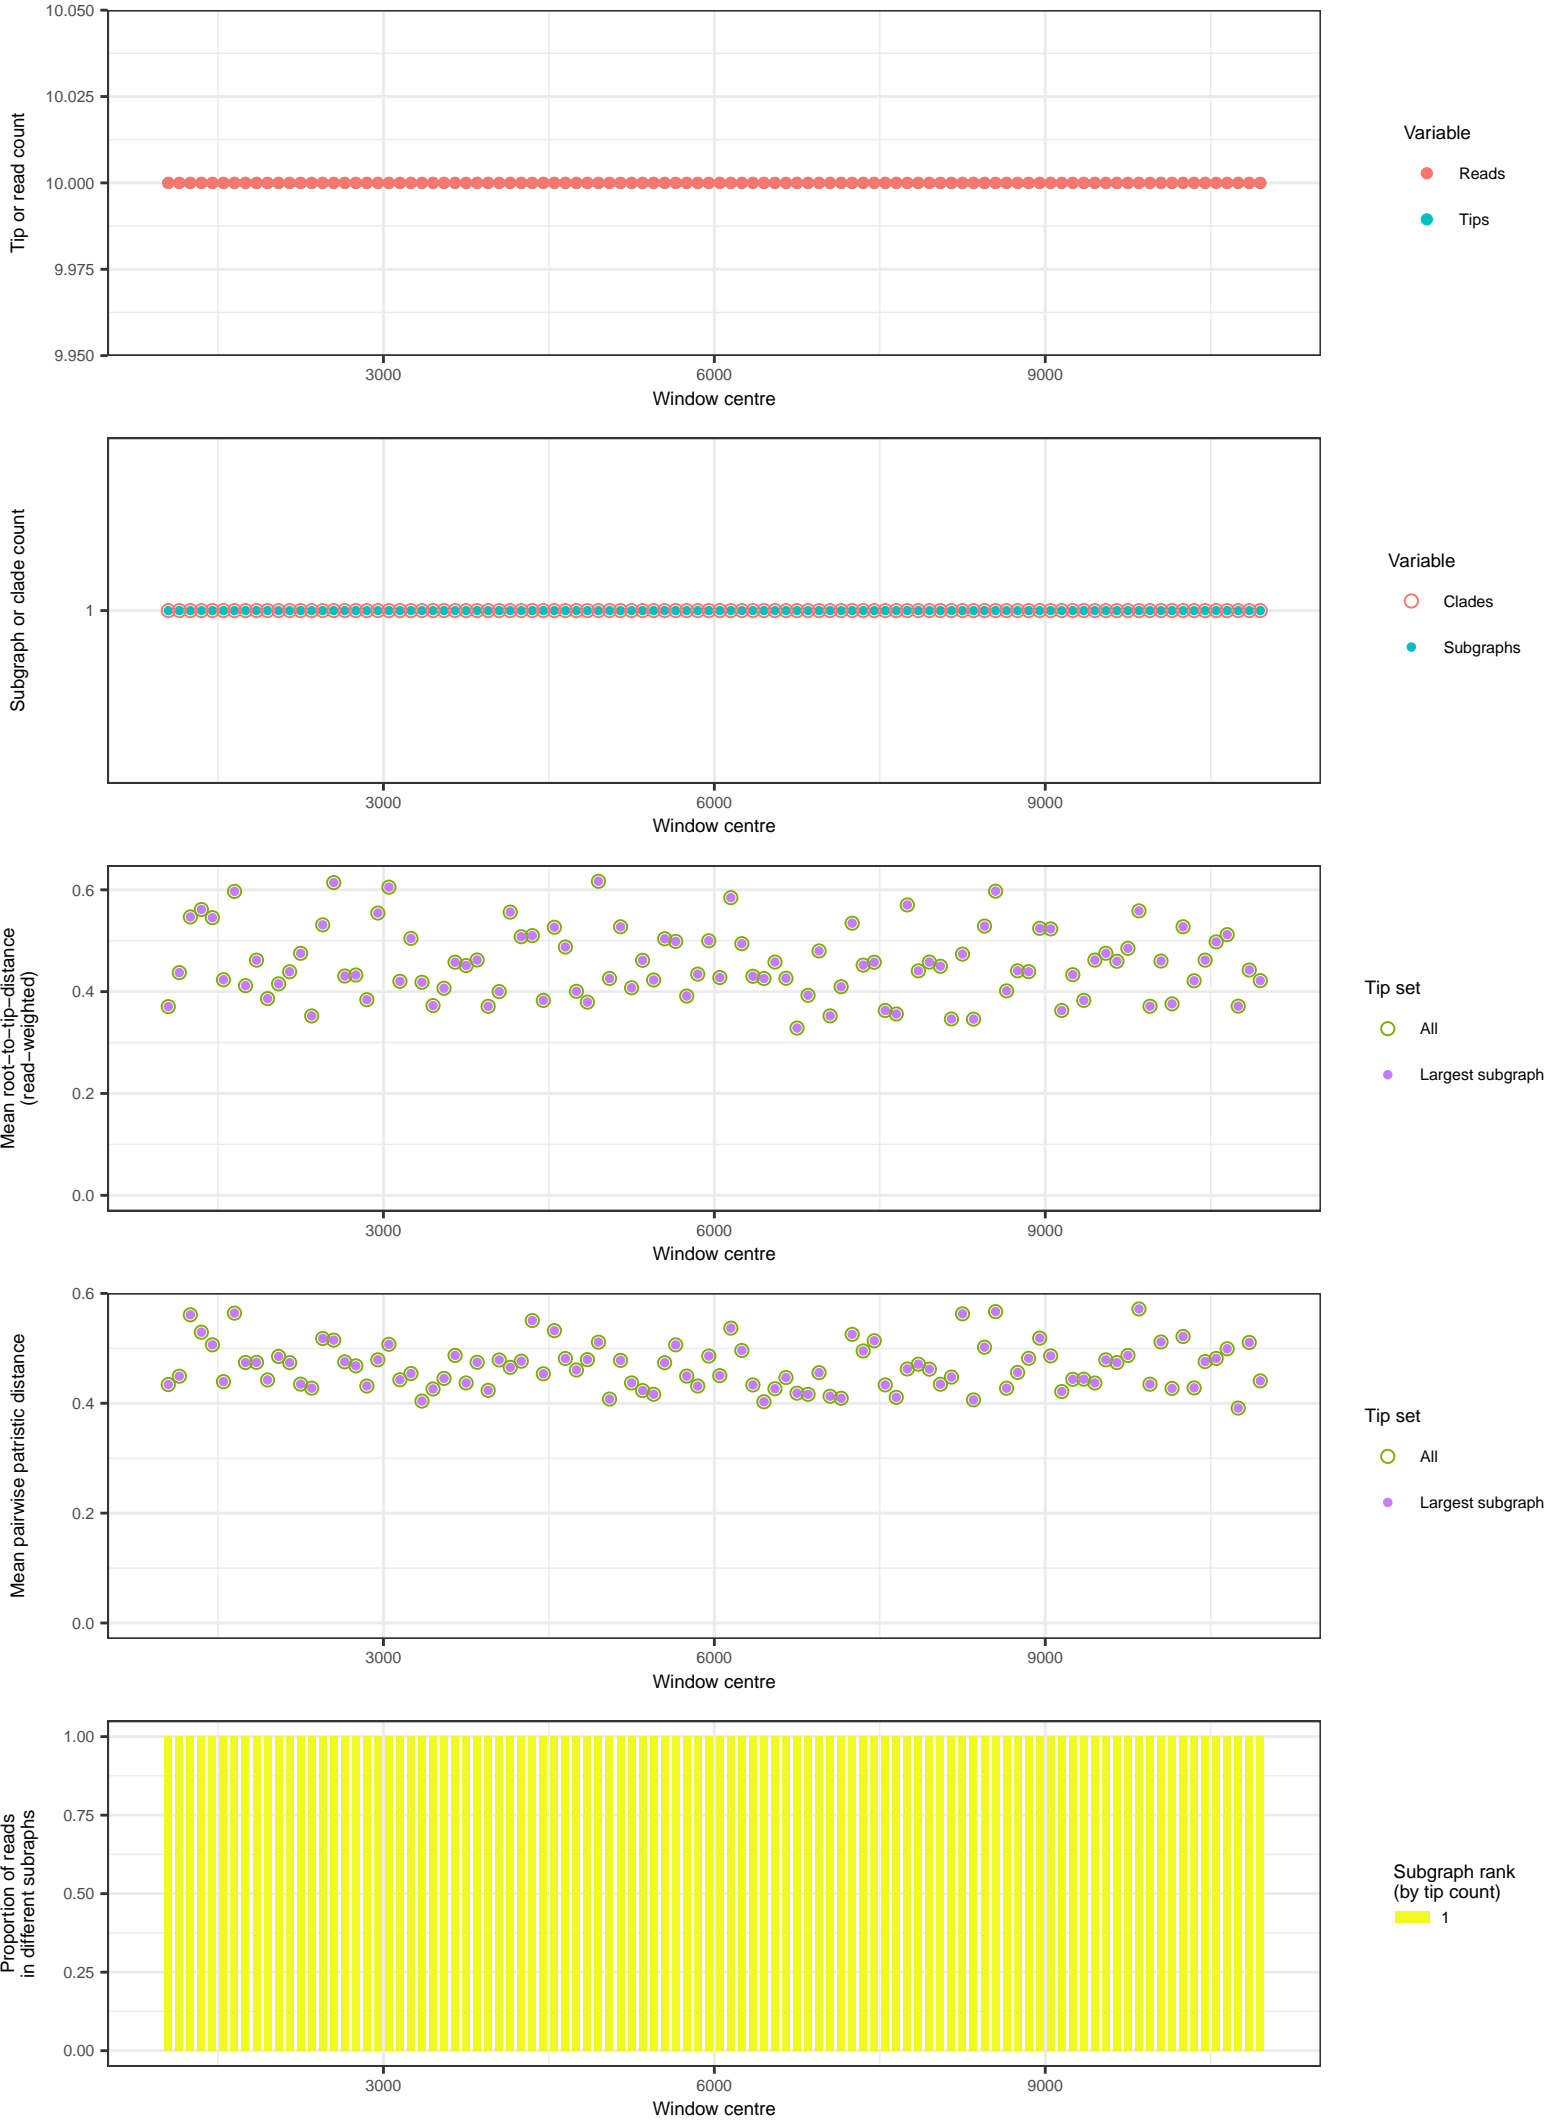 10.050
10.025
10.000
9.975
9.950
Tip or read count
3000 6000 9000
Window centre
Variable
Reads
Tips
1
Subgraph or clade count
3000 6000 9000
Window centre
Variable
Clades
Subgraphs
0.6
0.4
0.2
0.0
Mean root−to−tip−distance
(read−weighted)
3000 6000 9000
Window centre
Tip set
All
Largest subgraph
0.6
0.4
0.2
0.0
Mean pairwise patristic distance
3000 6000 9000
Window centre
Tip set
All
Largest subgraph
1.00
0.75
0.50
0.25
0.00
Proportion of reads
in different subraphs
3000 6000 9000
Window centre
Subgraph rank
(by tip count)
1